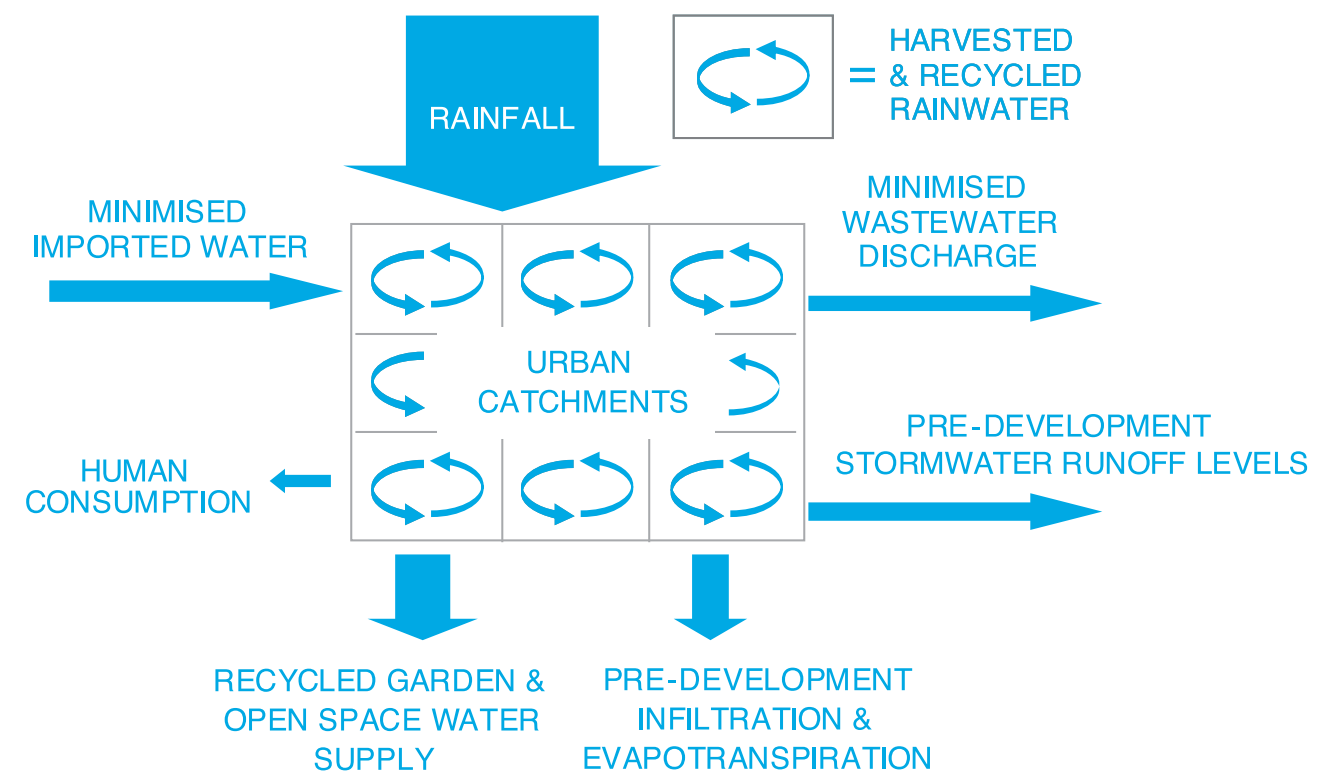 RAINFALL
=
HARVESTED
& RECYCLED
RAINWATER
MINIMISED
IMPORTED WATER
MINIMISED
WASTEWATER
DISCHARGE
URBAN
CATCHMENTS
HUMAN
CONSUMPTION
PRE-DEVELOPMENT
STORMWATER RUNOFF LEVELS
RECYCLED GARDEN &
OPEN SPACE WATER
SUPPLY
PRE-DEVELOPMENT
INFILTRATION &
EVAPOTRANSPIRATION